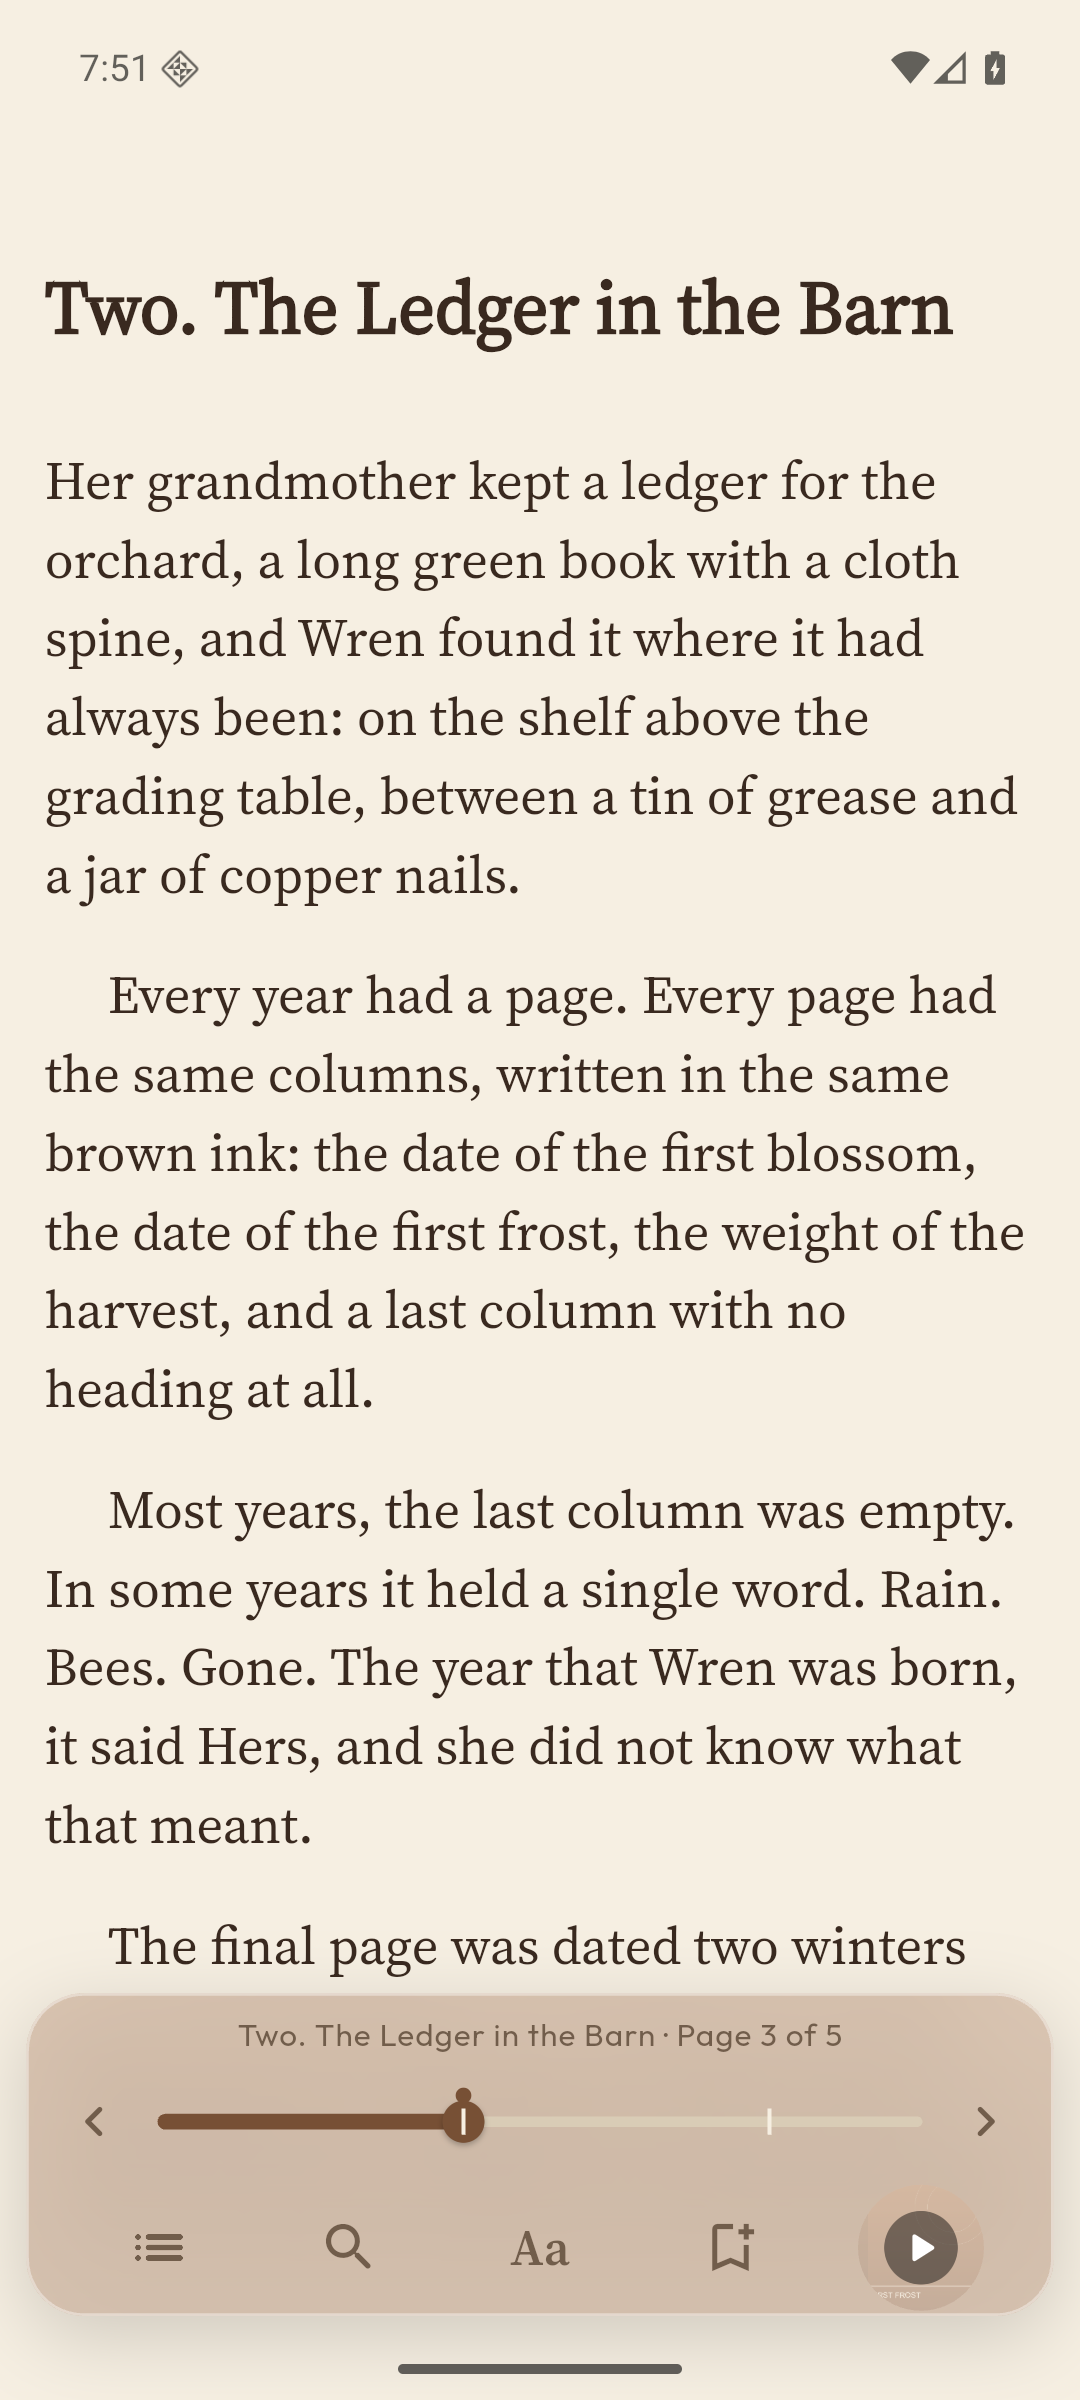 7:51
Two. The Ledger in the Barn
Her grandmother kept a ledger for the
orchard, a long green book with a cloth
spine, and Wren found it where it had
always been: on the shelf above the
grading table, between a tin of grease and
a jar of copper nails.
Every year had a page. Every page had
the same columns, written in the same
brown ink: the date of the first blossom,
the date of the first frost, the weight of the
harvest, and a last column with no
heading at all.
Most years, the last column was empty.
In some years it held a single word. Rain.
Bees. Gone. The year that Wren was born,
it said Hers, and she did not know what
that meant.
The final page was dated two winters
Two. The Ledger in the Barn · Page 3 of 5
Aa
FROST